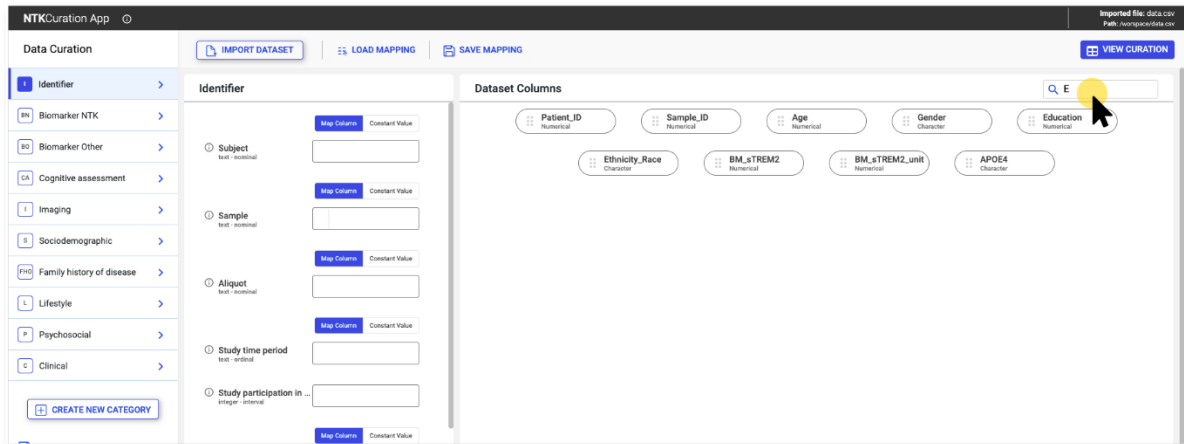 NTKCuration App
Imported file: data.csv
Path: /worspace/data.csv
Data Curation
IMPORT DATASET
LOAD MAPPING
SAVE MAPPING
VIEW CURATION
I Identifier
BN Biomarker NTK
BO Biomarker Other
CA Cognitive assessment
I Imaging
S Sociodemographic
FHO Family history of disease
L Lifestyle
P Psychosocial
C Clinical
CREATE NEW CATEGORY
Identifier
Map Column Constant Value
Subject
text - nominal
Map Column Constant Value
Sample
text - nominal
Map Column Constant Value
Aliquot
text - nominal
Map Column Constant Value
Study time period
text - ordinal
Study participation in ...
integer - interval
Map Column Constant Value
Dataset Columns
E
Patient_ID
Numerical
Sample_ID
Numerical
Age
Numerical
Gender
Character
Education
Numerical
Ethnicity_Race
Character
BM_sTREM2
Numerical
BM_sTREM2_unit
Numerical
APOE4
Character